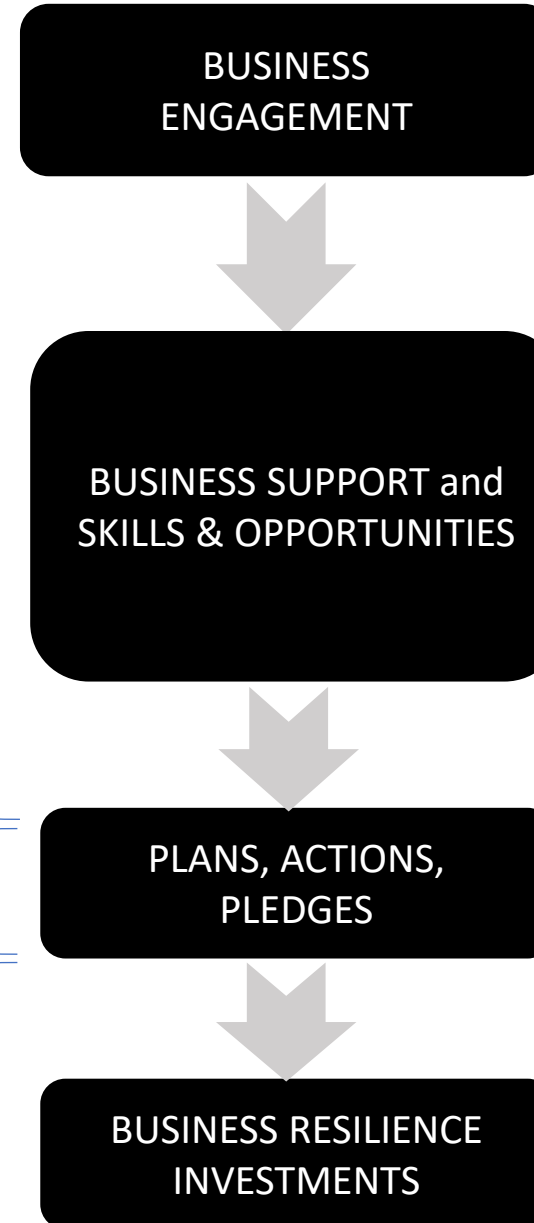 BUSINESS
ENGAGEMENT
BUSINESS SUPPORT and
SKILLS & OPPORTUNITIES
PLANS, ACTIONS,
PLEDGES
BUSINESS RESILIENCE
INVESTMENTS